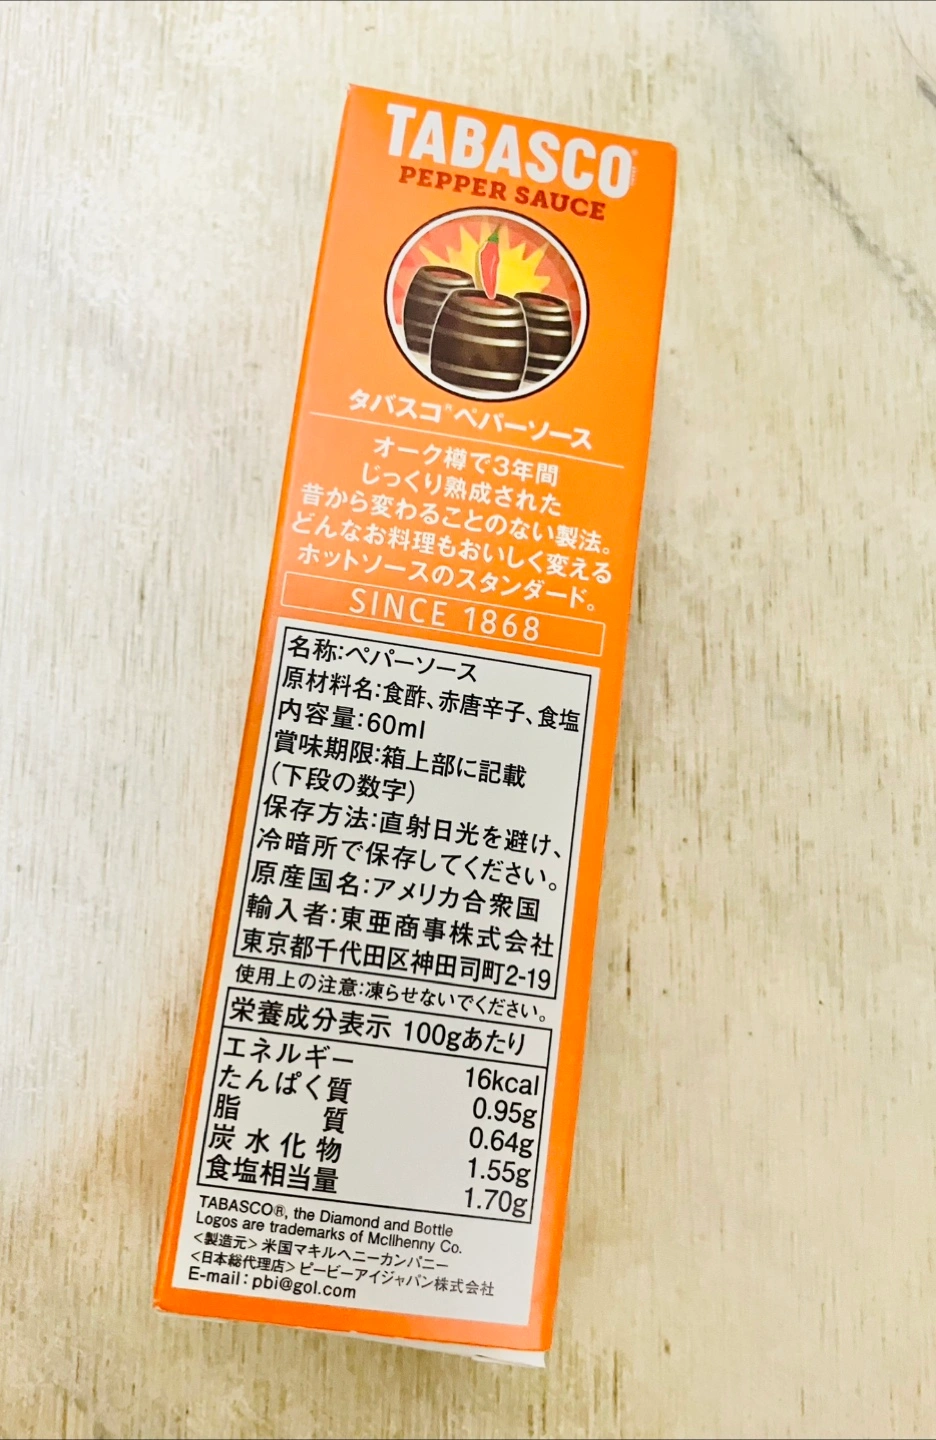 TABASCO®
PEPPER SAUCE
タバスコ®ペパーソース
オーク樽で3年間
じっくり熟成された
昔から変わることのない製法。
どんなお料理もおいしく変える
ホットソースのスタンダード。
SINCE 1868
名称:ペパーソース
原材料名:食酢、赤唐辛子、食塩
内容量:60ml
賞味期限:箱上部に記載
(下段の数字)
保存方法:直射日光を避け、
冷暗所で保存してください。
原産国名:アメリカ合衆国
輸入者:東亜商事株式会社
東京都千代田区神田司町2-19
使用上の注意:凍らせないでください。
栄養成分表示 100gあたり
エネルギー 16kcal
たんぱく質 0.95g
脂質 0.64g
炭水化物 1.55g
食塩相当量 1.70g
TABASCO®, the Diamond and Bottle
Logos are trademarks of McIlhenny Co.
<製造元> 米国マキルヘニーカンパニー
<日本総代理店> ピービーアイジャパン株式会社
E-mail : pbi@gol.com